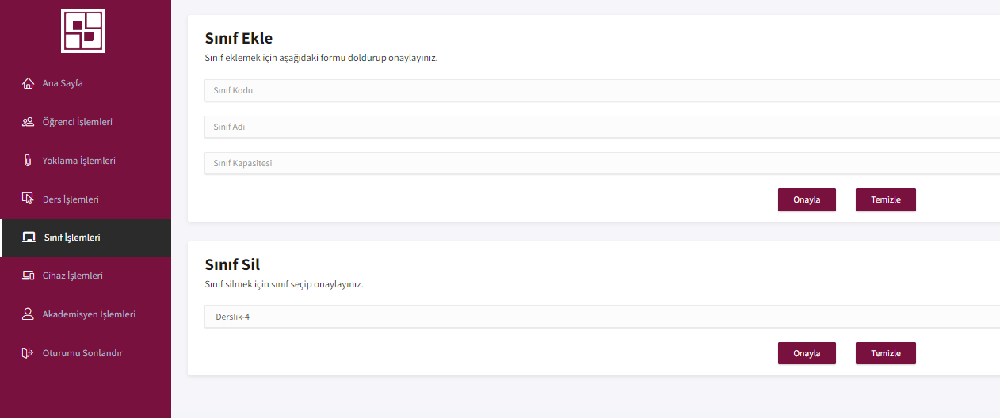 Ana Sayfa
Öğrenci İşlemleri
Yoklama İşlemleri
Ders İşlemleri
Sınıf İşlemleri
Cihaz İşlemleri
Akademisyen İşlemleri
Oturumu Sonlandır
Sınıf Ekle
Sınıf eklemek için aşağıdaki formu doldurup onaylayınız.
Sınıf Kodu
Sınıf Adı
Sınıf Kapasitesi
Onayla Temizle
Sınıf Sil
Sınıf silmek için sınıf seçip onaylayınız.
Derslik-4
Onayla Temizle